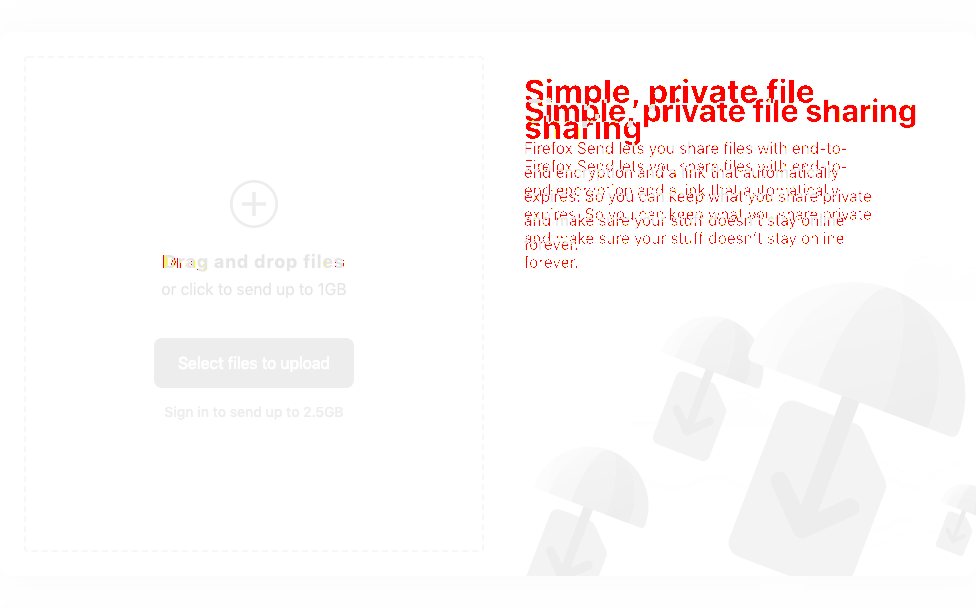 Drag and drop files
or click to send up to 1GB
Select files to upload
Sign in to send up to 2.5GB
Simple, private file
Simple, private file sharing
sharing
Firefox Send lets you share files with end-to-
Firefox Send lets you share files with end-to-
end encryption and a link that automatically
end encryption and a link that automatically
expires. So you can keep what you share private
expires. So you can keep what you share private
and make sure your stuff doesn't stay online
and make sure your stuff doesn't stay online
forever.
forever.